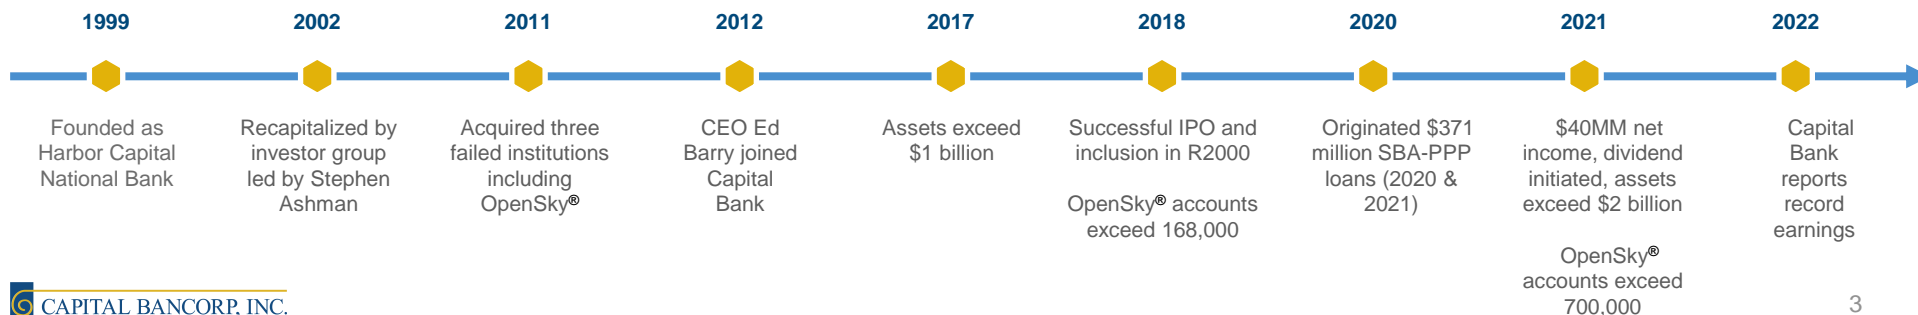 1999
Founded as
Harbor Capital
National Bank
2002
Recapitalized by
investor group
led by Stephen
Ashman
2011
Acquired three
failed institutions
including
OpenSky®
2012
CEO Ed
Barry joined
Capital
Bank
2017
Assets exceed
$1 billion
2018
Successful IPO and
inclusion in R2000
OpenSky® accounts
exceed 168,000
2020
Originated $371
million SBA-PPP
loans (2020 &
2021)
2021
$40MM net
income, dividend
initiated, assets
exceed $2 billion
OpenSky®
accounts exceed
700,000
2022
Capital
Bank
reports
record
earnings
CAPITAL BANCORP, INC.
3